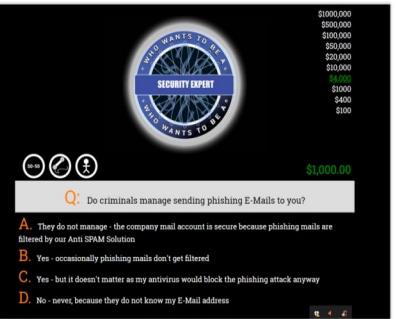 $1000,000
$500,000
$100,000
$50,000
$20,000
$10,000
$4,000
$1000
$400
$100
WHO WANTS TO BE A
SECURITY EXPERT
WHO WANTS TO BE A
50-50
$1,000.00
Q: Do criminals manage sending phishing E-Mails to you?
A. They do not manage - the company mail account is secure because phishing mails are
filtered by our Anti SPAM Solution
B. Yes - occasionally phishing mails don't get filtered
C. Yes - but it doesn't matter as my antivirus would block the phishing attack anyway
D. No - never, because they do not know my E-Mail address